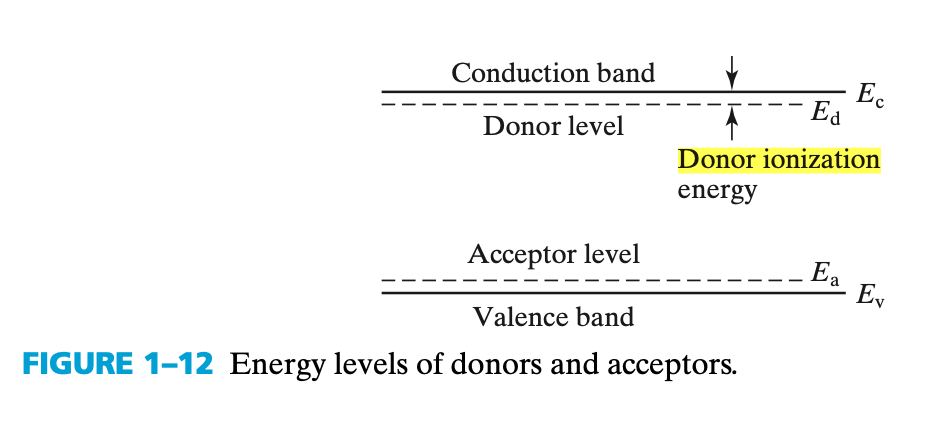 Conduction band
E_c
E_d
Donor level
Donor ionization
energy
Acceptor level
E_a
E_v
Valence band
FIGURE 1–12 Energy levels of donors and acceptors.